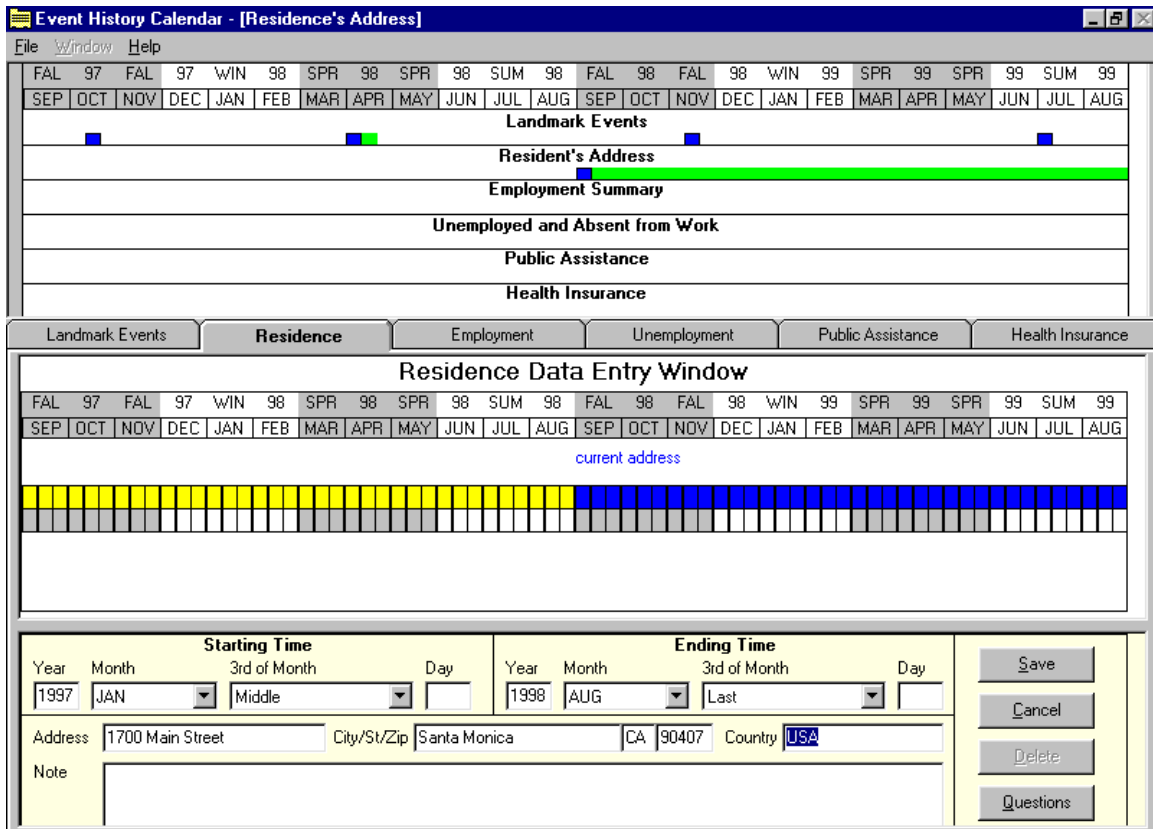 Event History Calendar - [Residence's Address]
File Window Help
FAL 97 FAL 97 WIN 98 SPR 98 SPR 98 SUM 98 FAL 98 FAL 98 WIN 99 SPR 99 SPR 99 SUM 99
SEP OCT NOV DEC JAN FEB MAR APR MAY JUN JUL AUG SEP OCT NOV DEC JAN FEB MAR APR MAY JUN JUL AUG
Landmark Events
Resident's Address
Employment Summary
Unemployed and Absent from Work
Public Assistance
Health Insurance
Landmark Events Residence Employment Unemployment Public Assistance Health Insurance
Residence Data Entry Window
FAL 97 FAL 97 WIN 98 SPR 98 SPR 98 SUM 98 FAL 98 FAL 98 WIN 99 SPR 99 SPR 99 SUM 99
SEP OCT NOV DEC JAN FEB MAR APR MAY JUN JUL AUG SEP OCT NOV DEC JAN FEB MAR APR MAY JUN JUL AUG
current address
Starting Time Ending Time
Year Month 3rd of Month Day Year Month 3rd of Month Day Save
1997 JAN Middle 1998 AUG Last
Cancel
Address 1700 Main Street City/St/Zip Santa Monica CA 90407 Country USA
Delete
Note
Questions